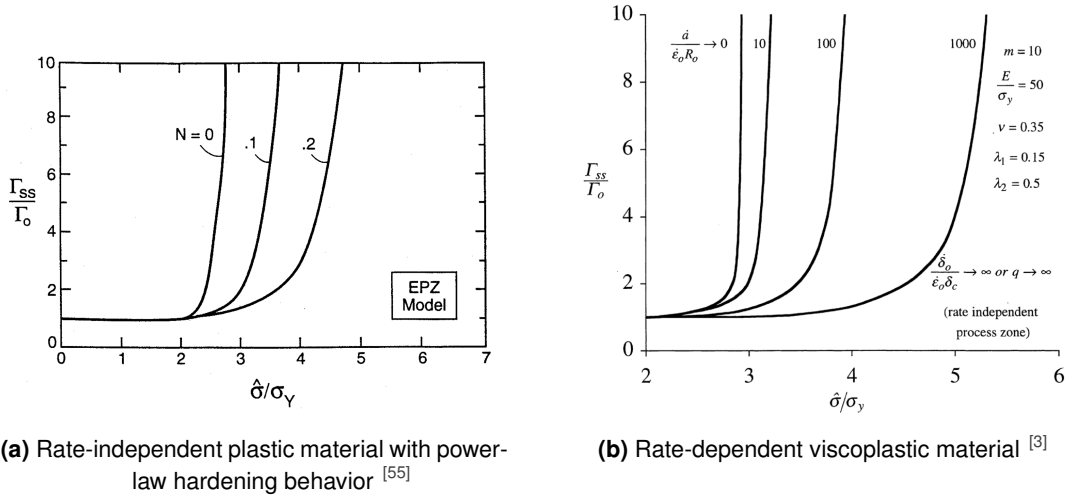 10
8
6
4
2
0
Γss
Γo
N = 0
.1
.2
EPZ
Model
0 1 2 3 4 5 6 7
σ̂/σY
(a) Rate-independent plastic material with power-
law hardening behavior [55]
10
8
6
4
2
0
Γss
Γo
ȧ
ε̇oRo
→ 0
10
100
1000
m = 10
E
σy
= 50
ν = 0.35
λ1 = 0.15
λ2 = 0.5
δ̇o
ε̇oδc
→ ∞ or q → ∞
(rate independent
process zone)
2 3 4 5 6
σ̂/σy
(b) Rate-dependent viscoplastic material [3]